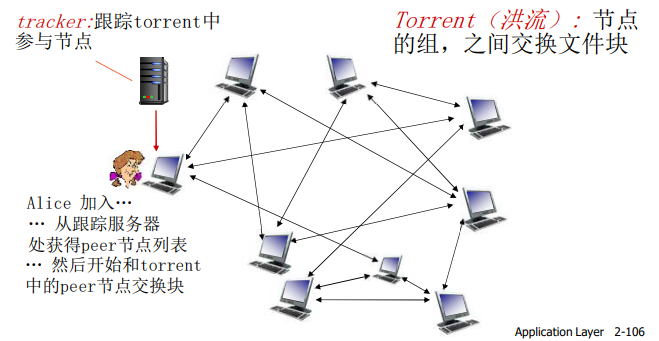 tracker:跟踪torrent中
参与节点
Torrent（洪流）: 节点
的组，之间交换文件块
Alice 加入…
… 从跟踪服务器
处获得peer节点列表
… 然后开始和torrent
中的peer节点交换块
Application Layer 2-106